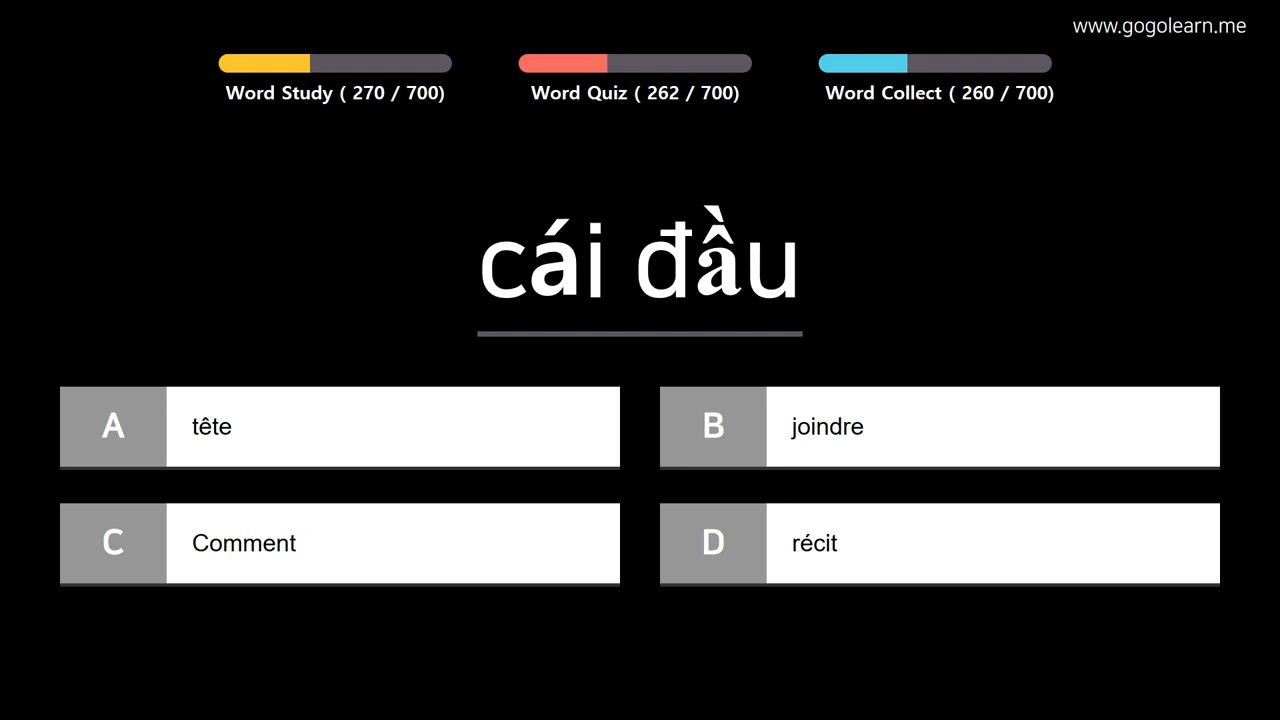 www.gogolearn.me
Word Study ( 270 / 700)
Word Quiz ( 262 / 700)
Word Collect ( 260 / 700)
cái đầu
A tête
B joindre
C Comment
D récit